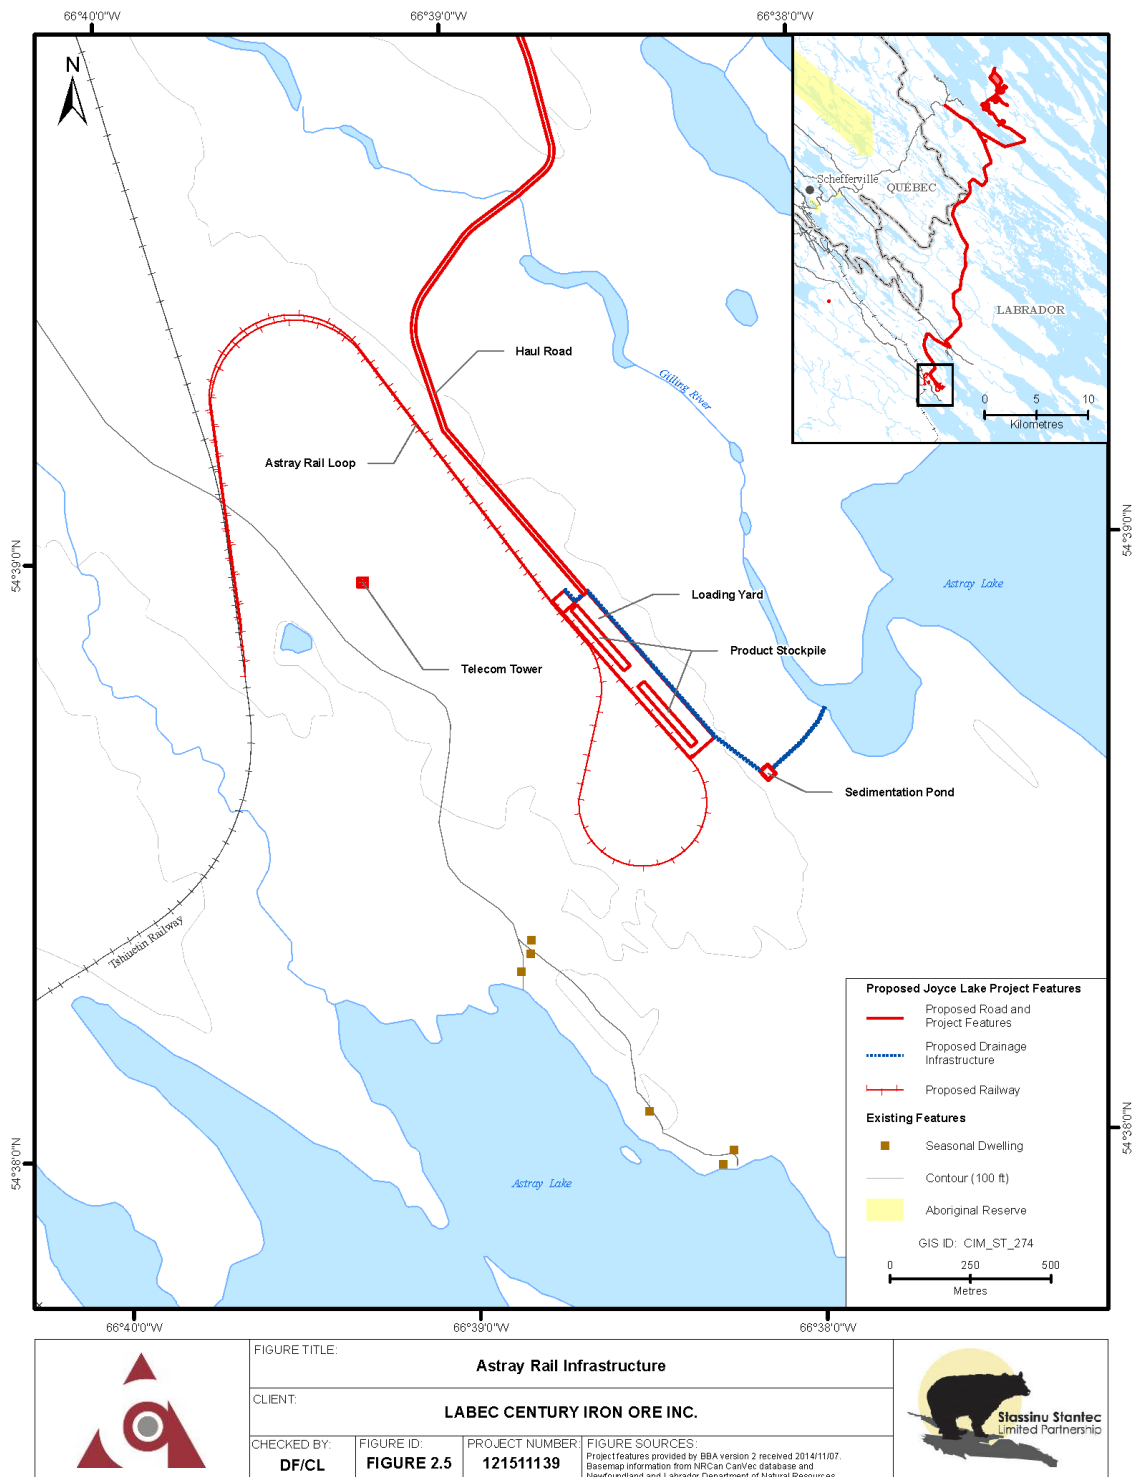 66°40'0"W
66°39'0"W
66°38'0"W
N
Schefferville
QUÉBEC
LABRADOR
0 5 10
Kilometres
Haul Road
Gilling River
Astray Rail Loop
54°39'0"N
54°39'0"N
Astray Lake
Loading Yard
Product Stockpile
Telecom Tower
Sedimentation Pond
Tshiuetin Railway
Astray Lake
54°38'0"N
54°38'0"N
Proposed Joyce Lake Project Features
Proposed Road and
Project Features
Proposed Drainage
Infrastructure
Proposed Railway
Existing Features
Seasonal Dwelling
Contour (100 ft)
Aboriginal Reserve
GIS ID: CIM_ST_274
0 250 500
Metres
66°40'0"W
66°39'0"W
66°38'0"W
FIGURE TITLE:
Astray Rail Infrastructure
CLIENT:
LABEC CENTURY IRON ORE INC.
CHECKED BY:
DF/CL
FIGURE ID:
FIGURE 2.5
PROJECT NUMBER:
121511139
FIGURE SOURCES:
Project features provided by BBA version 2 received 2014/11/07.
Basemap information from NRCan CanVec database and
Newfoundland and Labrador Department of Natural Resources
Stassinu Stantec
Limited Partnership